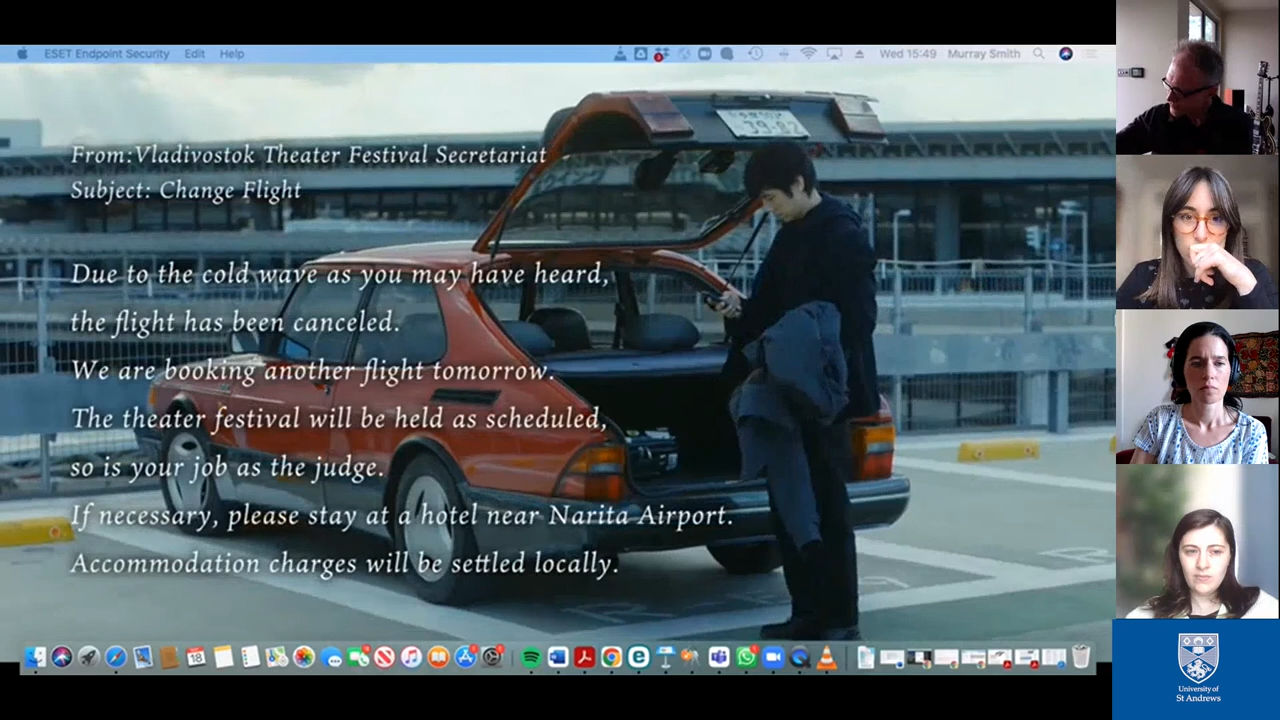 ESET Endpoint Security Edit Help
Wed 15:49 Murray Smith
39-82
From:Vladivostok Theater Festival Secretariat
Subject: Change Flight
Due to the cold wave as you may have heard,
the flight has been canceled.
We are booking another flight tomorrow.
The theater festival will be held as scheduled,
so is your job as the judge.
If necessary, please stay at a hotel near Narita Airport.
Accommodation charges will be settled locally.
18
University of
St Andrews